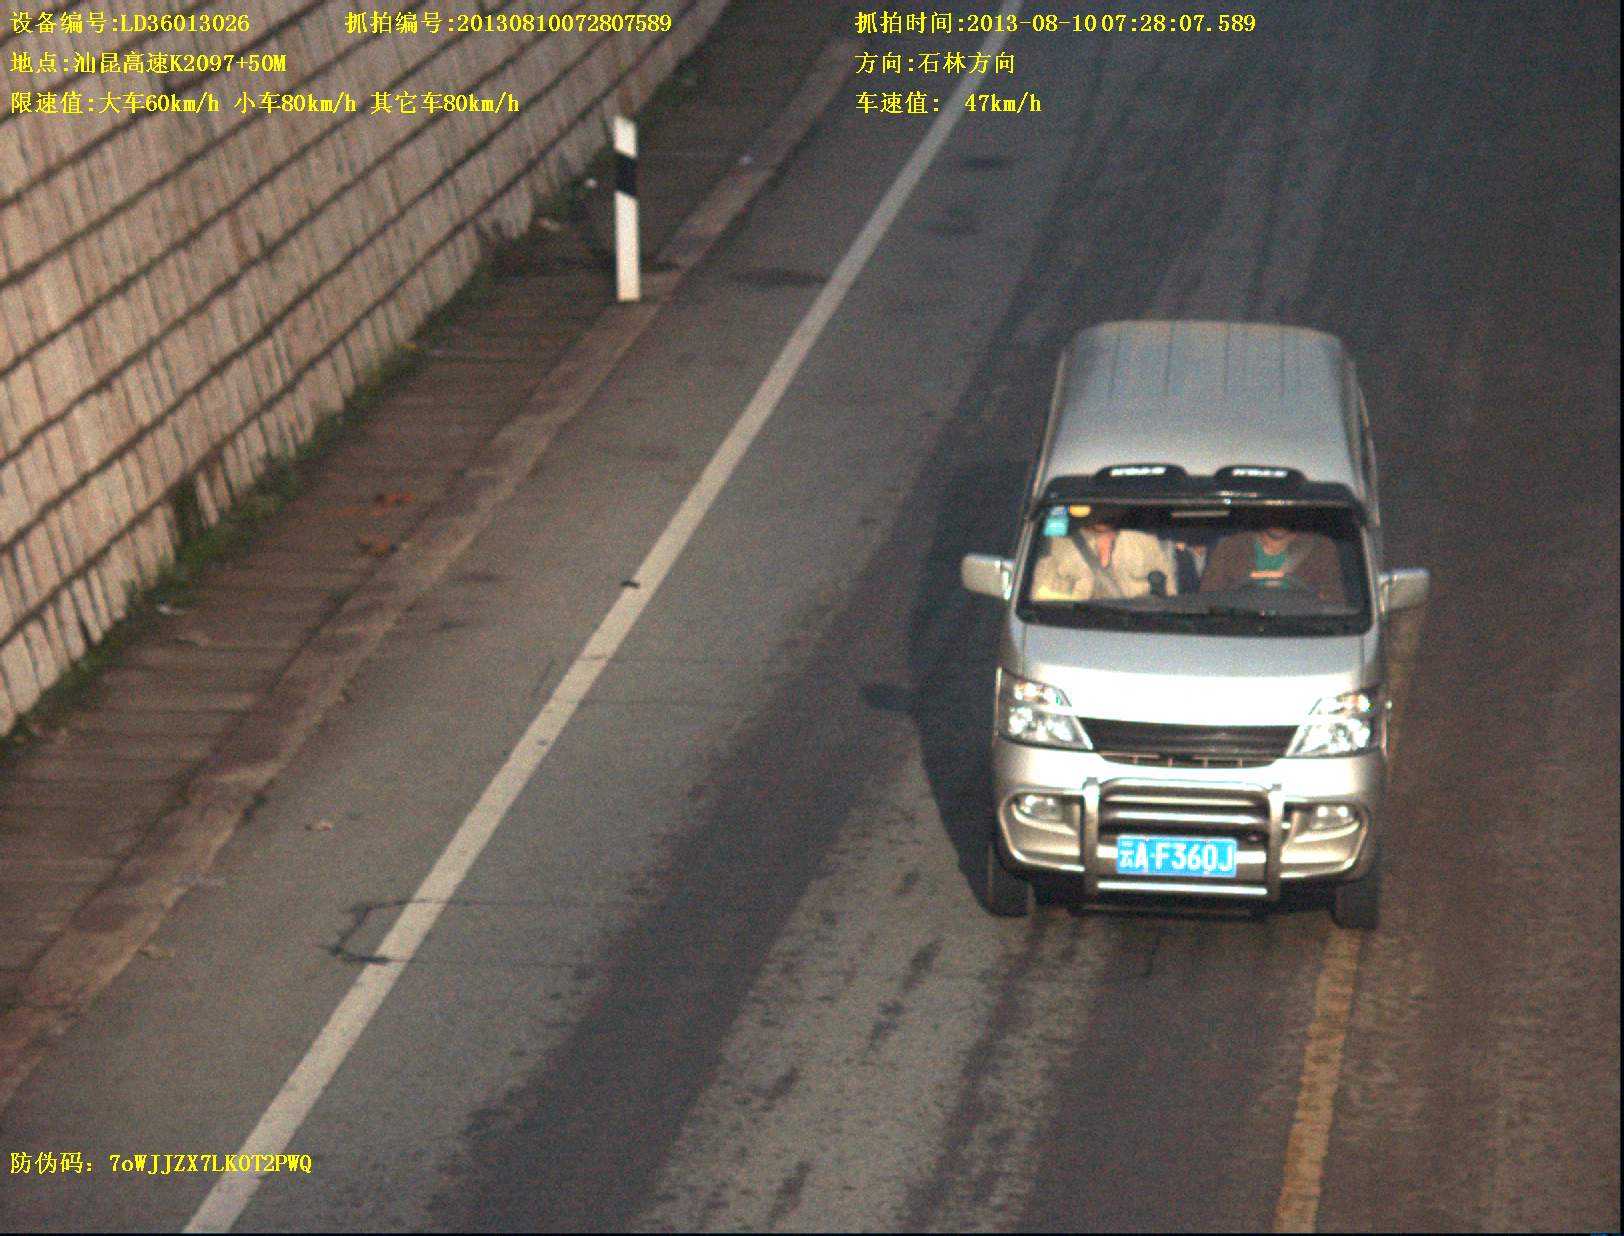 设备编号:LD36013026 抓拍编号:20130810072807589 抓拍时间:2013-08-10 07:28:07.589
地点:汕昆高速K2097+50M 方向:石林方向
限速值:大车60km/h 小车80km/h 其它车80km/h 车速值: 47km/h
云A·F360J
防伪码: 7oWJJZX7LKOT2PWQ